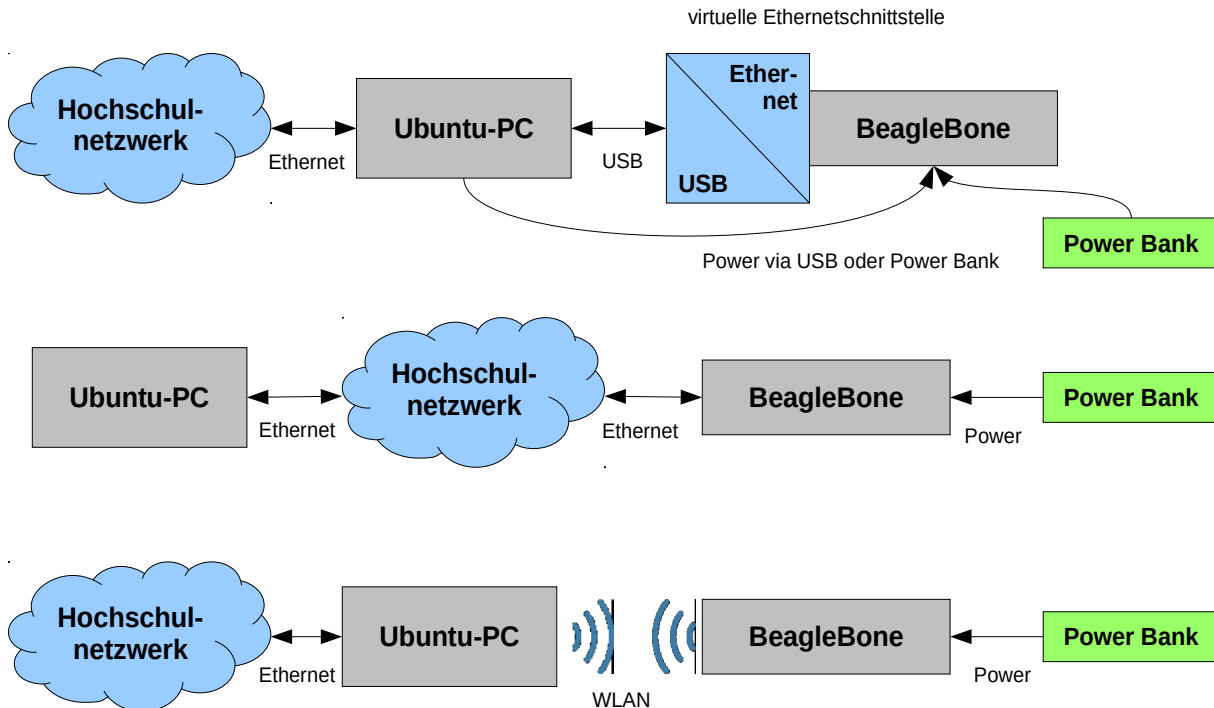 virtuelle Ethernetschnittstelle
Hochschul-
netzwerk
Ethernet
Ubuntu-PC
USB
Ether-
net
USB
BeagleBone
Power via USB oder Power Bank
Power Bank
Ubuntu-PC
Ethernet
Hochschul-
netzwerk
Ethernet
BeagleBone
Power
Power Bank
Hochschul-
netzwerk
Ethernet
Ubuntu-PC
WLAN
BeagleBone
Power
Power Bank